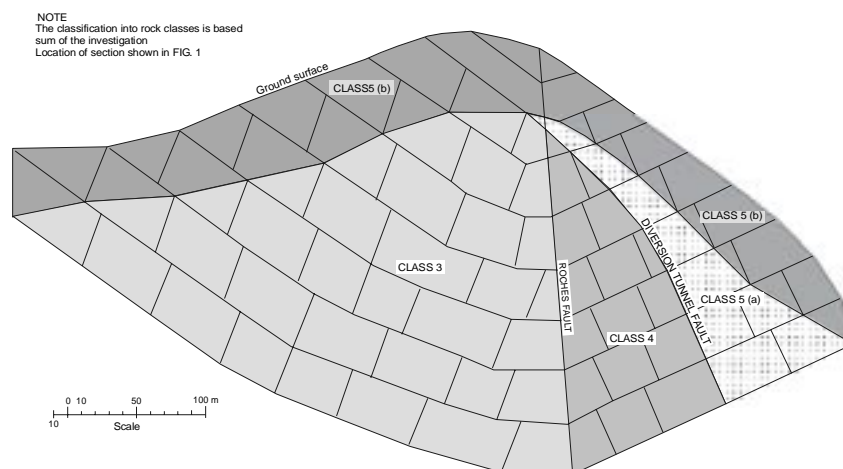 NOTE
The classification into rock classes is based
sum of the investigation
Location of section shown in FIG. 1
Ground surface
CLASS5 (b)
CLASS 5 (b)
DIVERSION TUNNEL FAULT
ROCHES FAULT
CLASS 3
CLASS 5 (a)
CLASS 4
0 10 50 100 m
10
Scale